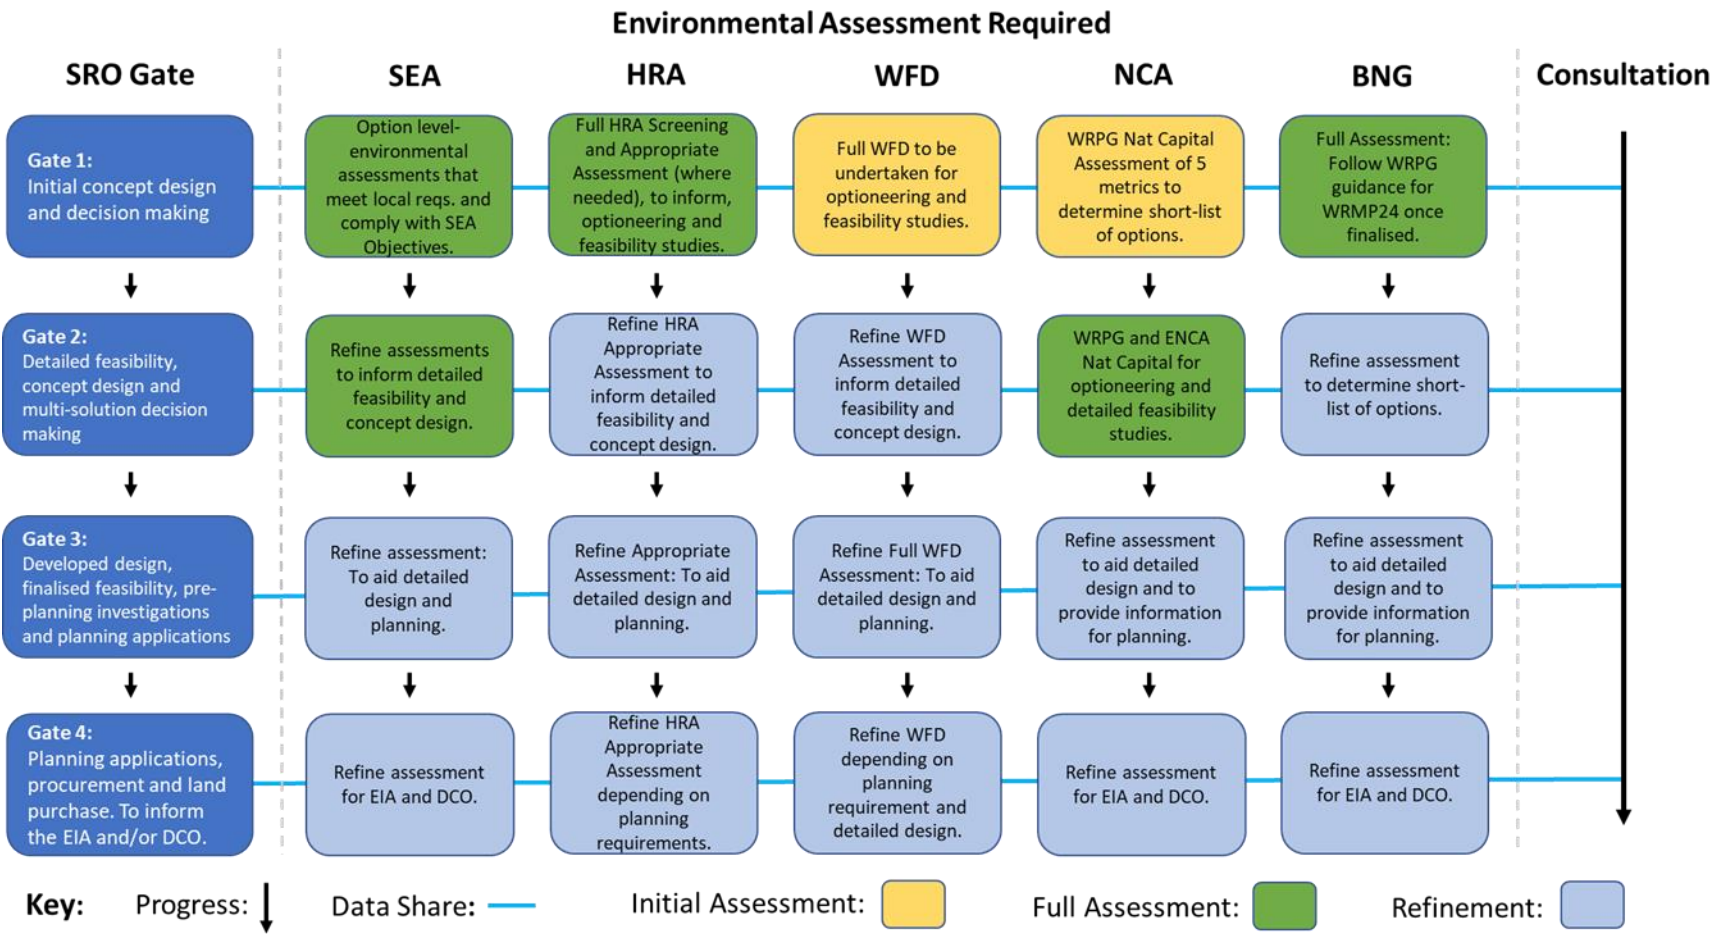 Environmental Assessment Required
SRO Gate
SEA
HRA
WFD
NCA
BNG
Consultation
Gate 1:
Initial concept design
and decision making
Option level-
environmental
assessments that
meet local reqs. and
comply with SEA
Objectives.
Full HRA Screening
and Appropriate
Assessment (where
needed), to inform,
optioneering and
feasibility studies.
Full WFD to be
undertaken for
optioneering and
feasibility studies.
WRPG Nat Capital
Assessment of 5
metrics to
determine short-list
of options.
Full Assessment:
Follow WRPG
guidance for
WRMP24 once
finalised.
Gate 2:
Detailed feasibility,
concept design and
multi-solution decision
making
Refine assessments
to inform detailed
feasibility and
concept design.
Refine HRA
Appropriate
Assessment to
inform detailed
feasibility and
concept design.
Refine WFD
Assessment to
inform detailed
feasibility and
concept design.
WRPG and ENCA
Nat Capital for
optioneering and
detailed feasibility
studies.
Refine assessment
to determine short-
list of options.
Gate 3:
Developed design,
finalised feasibility, pre-
planning investigations
and planning applications
Refine assessment:
To aid detailed
design and
planning.
Refine Appropriate
Assessment: To aid
detailed design and
planning.
Refine Full WFD
Assessment: To aid
detailed design and
planning.
Refine assessment
to aid detailed
design and to
provide information
for planning.
Refine assessment
to aid detailed
design and to
provide information
for planning.
Gate 4:
Planning applications,
procurement and land
purchase. To inform
the EIA and/or DCO.
Refine assessment
for EIA and DCO.
Refine HRA
Appropriate
Assessment
depending on
planning
requirements.
Refine WFD
depending on
planning
requirement and
detailed design.
Refine assessment
for EIA and DCO.
Refine assessment
for EIA and DCO.
Key:
Progress:
Data Share:
Initial Assessment:
Full Assessment:
Refinement: